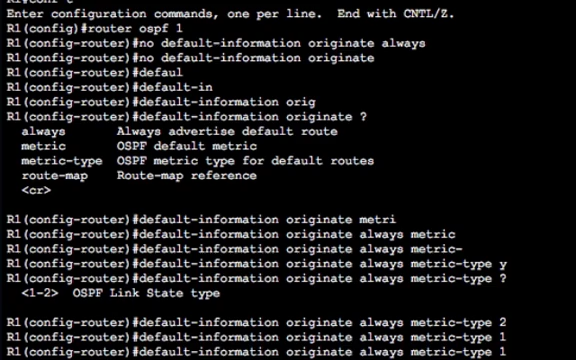 R1#conf t
Enter configuration commands, one per line.  End with CNTL/Z.
R1(config)#router ospf 1
R1(config-router)#no default-information originate always
R1(config-router)#no default-information originate
R1(config-router)#defaul
R1(config-router)#default-in
R1(config-router)#default-information orig
R1(config-router)#default-information originate ?
always       Always advertise default route
metric       OSPF default metric
metric-type  OSPF metric type for default routes
route-map    Route-map reference
<cr>
R1(config-router)#default-information originate metri
R1(config-router)#default-information originate always metric
R1(config-router)#default-information originate always metric-
R1(config-router)#default-information originate always metric-type y
R1(config-router)#default-information originate always metric-type ?
<1-2>  OSPF Link State type
R1(config-router)#default-information originate always metric-type 2
R1(config-router)#default-information originate always metric-type 1
R1(config-router)#default-information originate always metric-type